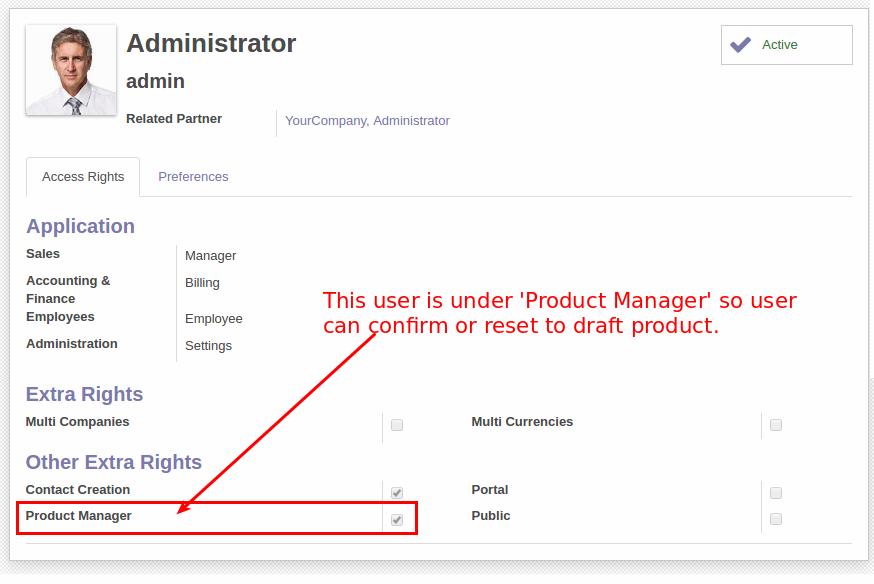 Administrator
Active
admin
Related Partner
YourCompany, Administrator
Access Rights
Preferences
Application
Sales
Manager
Accounting &
Finance
Billing
Employees
Employee
Administration
Settings
This user is under 'Product Manager' so user
can confirm or reset to draft product.
Extra Rights
Multi Companies
Multi Currencies
Other Extra Rights
Contact Creation
Portal
Product Manager
Public